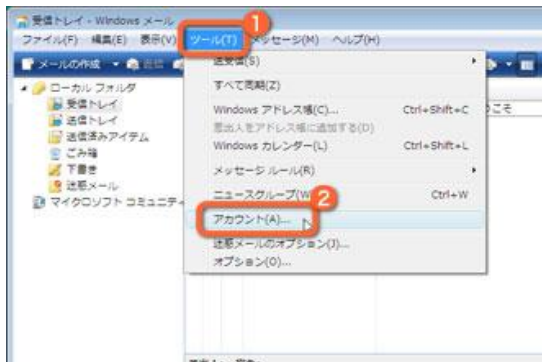 受信トレイ - Windows メール
1
ファイル(F) 編集(E) 表示(V) ツール(T) メッセージ(M) ヘルプ(H)
メールの作成 返信
送受信(S)
すべて同期(Z)
Windows アドレス帳(C)... Ctrl+Shift+C
差出人をアドレス帳に追加する(D)
Windows カレンダー(L) Ctrl+Shift+L
メッセージ ルール(R)
ニュースグループ(W) Ctrl+W
2
アカウント(A)...
迷惑メールのオプション(J)...
オプション(O)...
ローカル フォルダ
受信トレイ
送信トレイ
送信済みアイテム
ごみ箱
下書き
迷惑メール
マイクロソフト コミュニティ
こそ